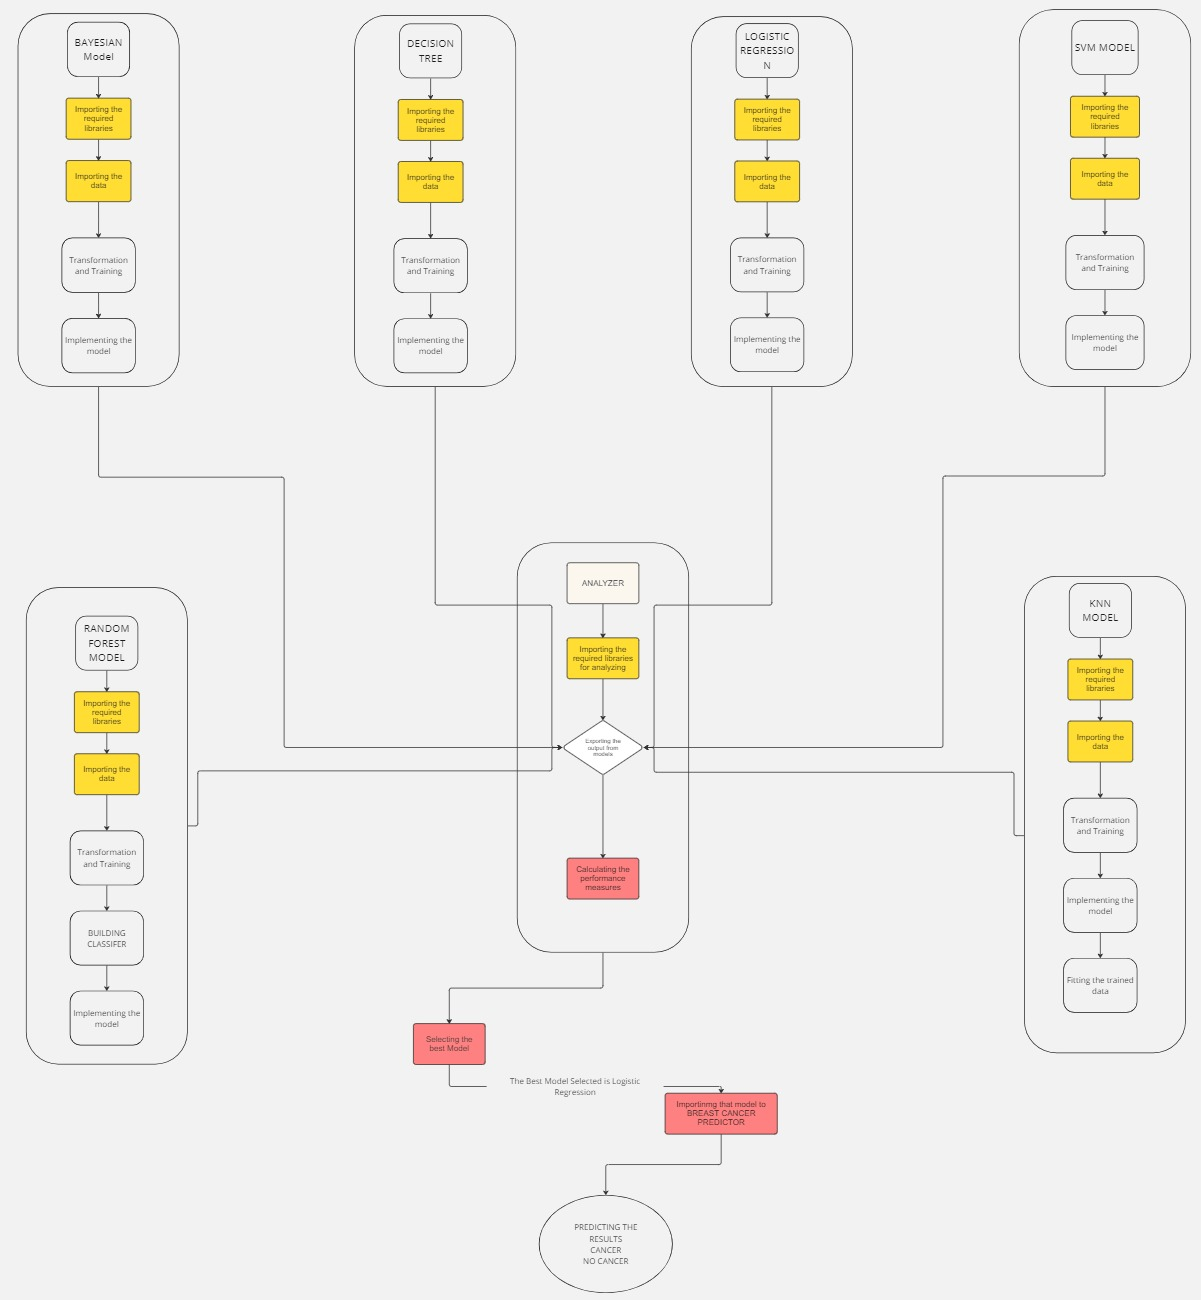 BAYESIAN
Model
Importing the
required
libraries
Importing the
data
Transformation
and Training
Implementing the
model
DECISION
TREE
Importing the
required
libraries
Importing the
data
Transformation
and Training
Implementing the
model
LOGISTIC
REGRESSIO
N
Importing the
required
libraries
Importing the
data
Transformation
and Training
Implementing the
model
SVM MODEL
Importing the
required
libraries
Importing the
data
Transformation
and Training
Implementing the
model
RANDOM
FOREST
MODEL
Importing the
required
libraries
Importing the
data
Transformation
and Training
BUILDING
CLASSIFER
Implementing the
model
ANALYZER
Importing the
required libraries
for analyzing
Exporting the
output from
models
Calculating the
performance
measures
KNN
MODEL
Importing the
required
libraries
Importing the
data
Transformation
and Training
Implementing the
model
Fitting the trained
data
Selecting the
best Model
The Best Model Selected is Logistic
Regression
Importinmg that model to
BREAST CANCER
PREDICTOR
PREDICTING THE
RESULTS
CANCER
NO CANCER